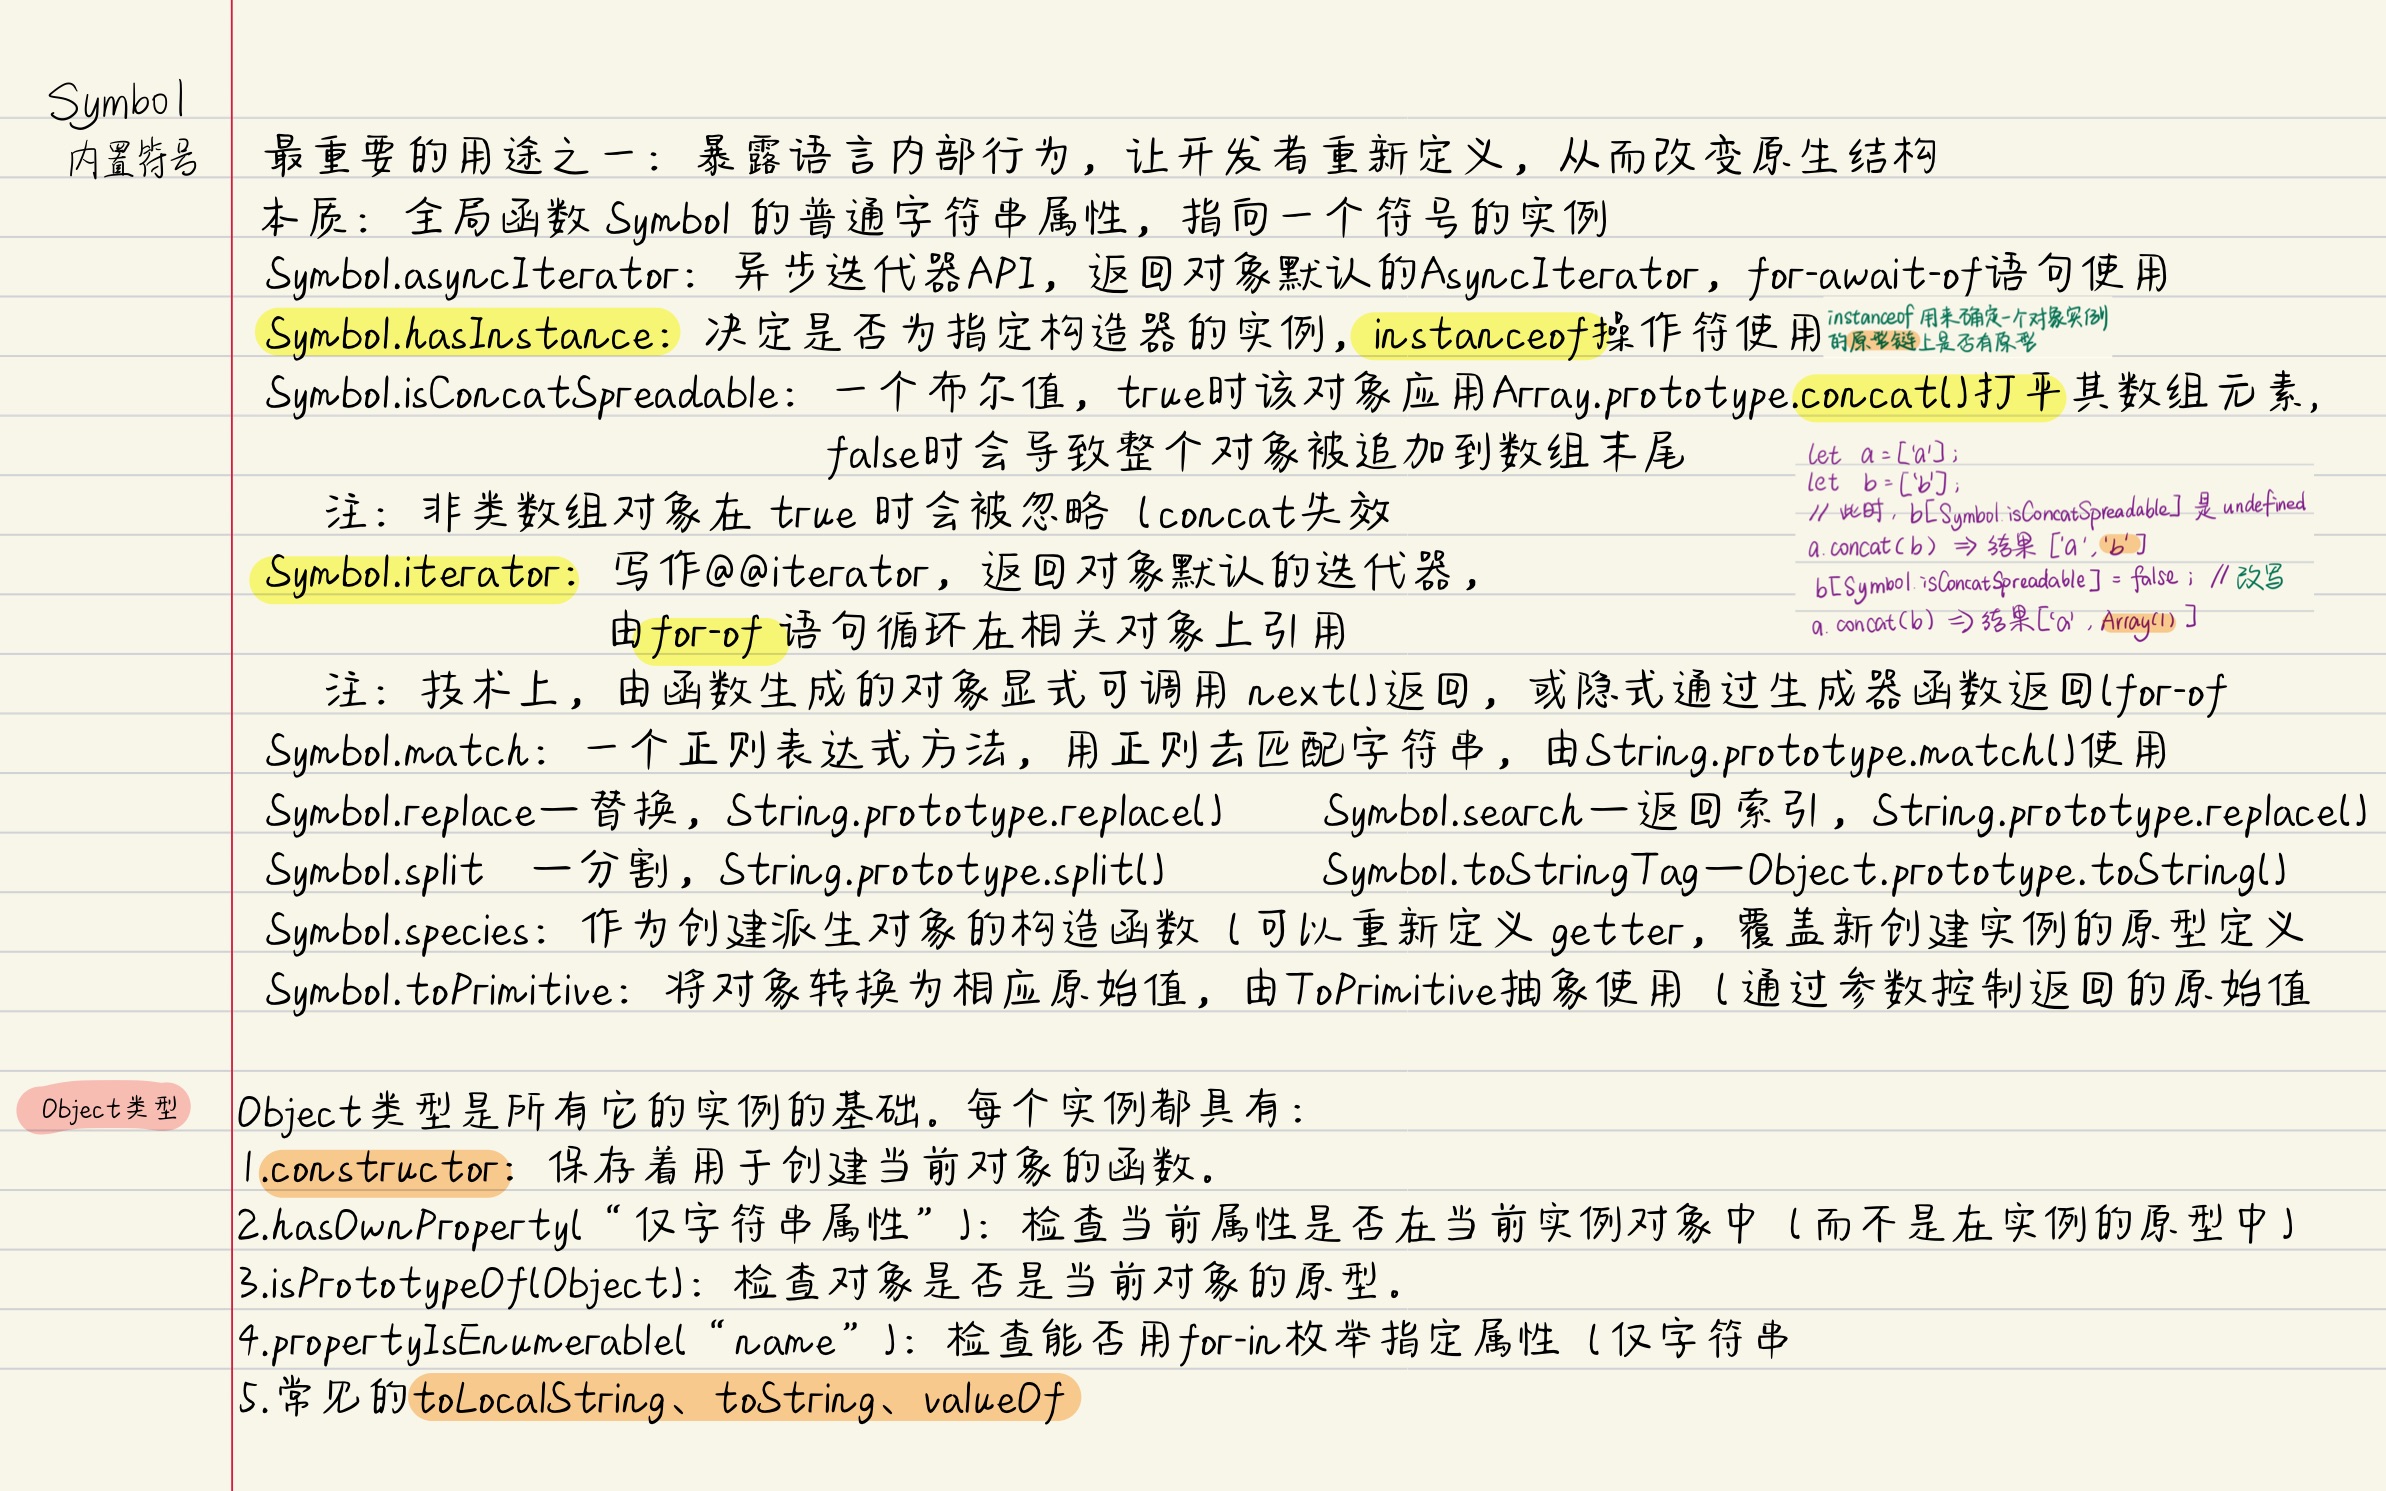 Symbol
内置符号
最重要的用途之一：暴露语言内部行为，让开发者重新定义，从而改变原生结构
本质：全局函数 Symbol 的普通字符串属性，指向一个符号的实例
Symbol.asyncIterator：异步迭代器API，返回对象默认的AsyncIterator，for-await-of语句使用
Symbol.hasInstance：决定是否为指定构造器的实例，instanceof操作符使用
instanceof 用来确定一个对象实例
的原型链上是否有原型
Symbol.isConcatSpreadable：一个布尔值，true时该对象应用Array.prototype.concat()打平其数组元素，
false时会导致整个对象被追加到数组末尾
注：非类数组对象在 true 时会被忽略（concat失效
let a = ['a'];
let b = ['b'];
// 此时，b[Symbol.isConcatSpreadable] 是 undefined
a.concat(b) => 结果 ['a','b']
b[Symbol.isConcatSpreadable] = false ; // 改写
a.concat(b) => 结果['a', Array(1) ]
Symbol.iterator：写作@@iterator，返回对象默认的迭代器，
由for-of 语句循环在相关对象上引用
注：技术上，由函数生成的对象显式可调用 next()返回，或隐式通过生成器函数返回(for-of
Symbol.match：一个正则表达式方法，用正则去匹配字符串，由String.prototype.match()使用
Symbol.replace—替换，String.prototype.replace() Symbol.search—返回索引，String.prototype.replace()
Symbol.split —分割，String.prototype.split() Symbol.toStringTag—Object.prototype.toString()
Symbol.species：作为创建派生对象的构造函数（可以重新定义 getter，覆盖新创建实例的原型定义
Symbol.toPrimitive：将对象转换为相应原始值，由ToPrimitive抽象使用（通过参数控制返回的原始值
Object类型
Object类型是所有它的实例的基础。每个实例都具有：
1.constructor：保存着用于创建当前对象的函数。
2.hasOwnProperty(“仅字符串属性”)：检查当前属性是否在当前实例对象中（而不是在实例的原型中）
3.isPrototypeOf(Object)：检查对象是否是当前对象的原型。
4.propertyIsEnumerable(“name”)：检查能否用for-in枚举指定属性（仅字符串
5.常见的toLocalString、toString、valueOf